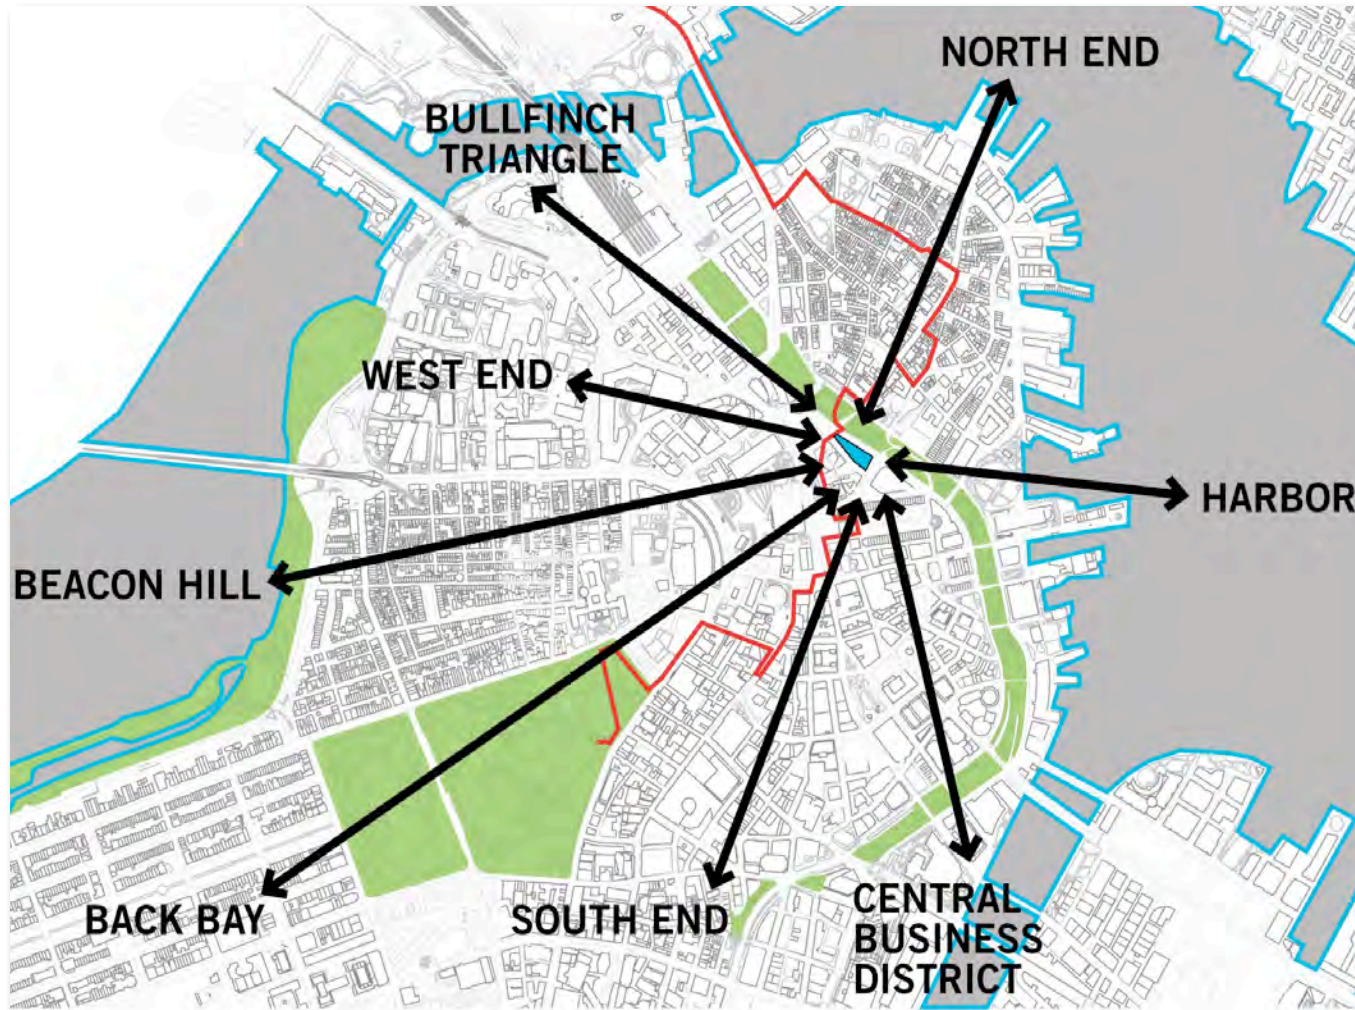 NORTH END
BULLFINCH
TRIANGLE
WEST END
HARBOR
BEACON HILL
BACK BAY
SOUTH END
CENTRAL
BUSINESS
DISTRICT